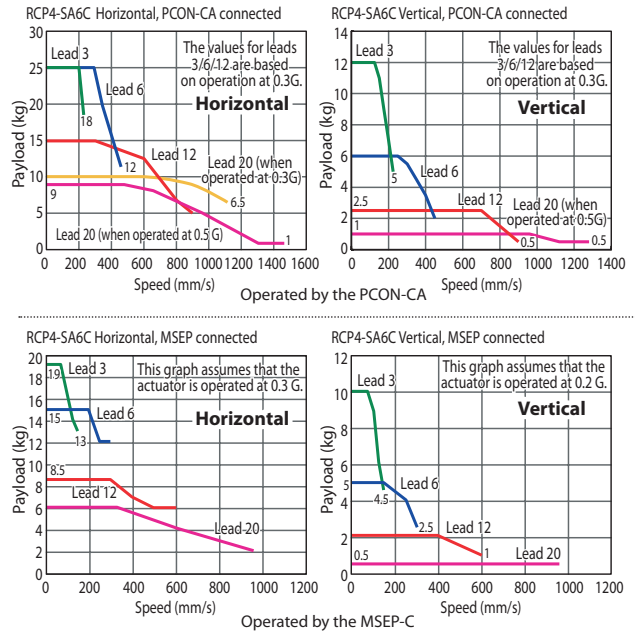 RCP4-SA6C Horizontal, PCON-CA connected
Payload (kg)
30
25
20
15
10
5
0
Lead 3
Lead 6
The values for leads
3/6/12 are based
on operation at 0.3G.
Horizontal
18
12
Lead 12
Lead 20 (when
operated at 0.3G)
9
6.5
Lead 20 (when operated at 0.5 G)
1
0 200 400 600 800 1000 1200 1400 1600
Speed (mm/s)
RCP4-SA6C Vertical, PCON-CA connected
Payload (kg)
14
12
10
8
6
4
2
0
Lead 3
The values for leads
3/6/12 are based
on operation at 0.3G.
Vertical
5
Lead 6
2.5
Lead 12
Lead 20 (when
operated at 0.5G)
1
0.5
0.5
0 200 400 600 800 1000 1200 1400
Speed (mm/s)
Operated by the PCON-CA
RCP4-SA6C Horizontal, MSEP connected
Payload (kg)
20
18
16
14
12
10
8
6
4
2
0
19
Lead 3
This graph assumes that the
actuator is operated at 0.3 G.
Horizontal
15
Lead 6
13
8.5
Lead 12
Lead 20
0 200 400 600 800 1000 1200
Speed (mm/s)
RCP4-SA6C Vertical, MSEP connected
Payload (kg)
12
10
8
6
4
2
0
This graph assumes that the
actuator is operated at 0.2 G.
Lead 3
Vertical
5
Lead 6
4.5
2.5
Lead 12
1
0.5
Lead 20
0 200 400 600 800 1000 1200
Speed (mm/s)
Operated by the MSEP-C